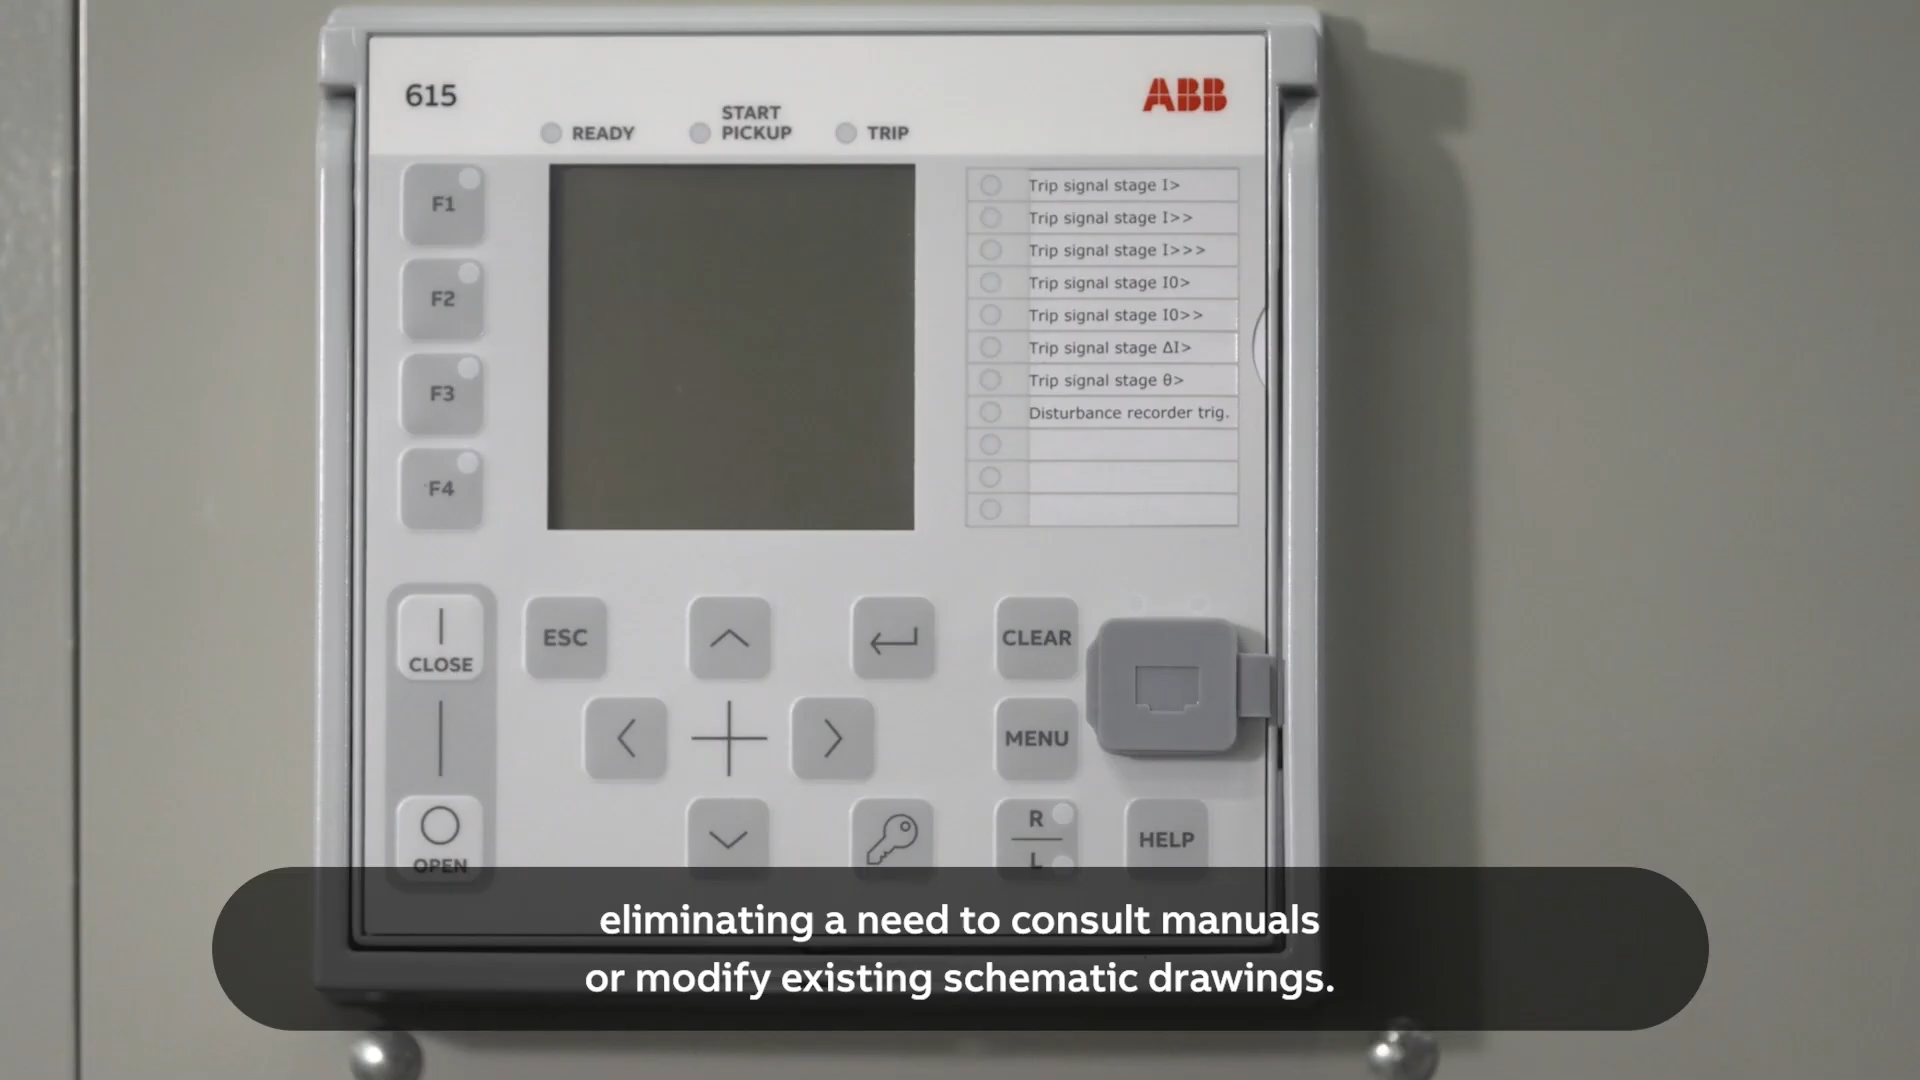 615
ABB
READY
START
PICKUP
TRIP
F1
F2
F3
F4
Trip signal stage I>
Trip signal stage I>>
Trip signal stage I>>>
Trip signal stage I0>
Trip signal stage I0>>
Trip signal stage ΔI>
Trip signal stage θ>
Disturbance recorder trig.
CLOSE
ESC
CLEAR
MENU
OPEN
R
L
HELP
eliminating a need to consult manuals
or modify existing schematic drawings.